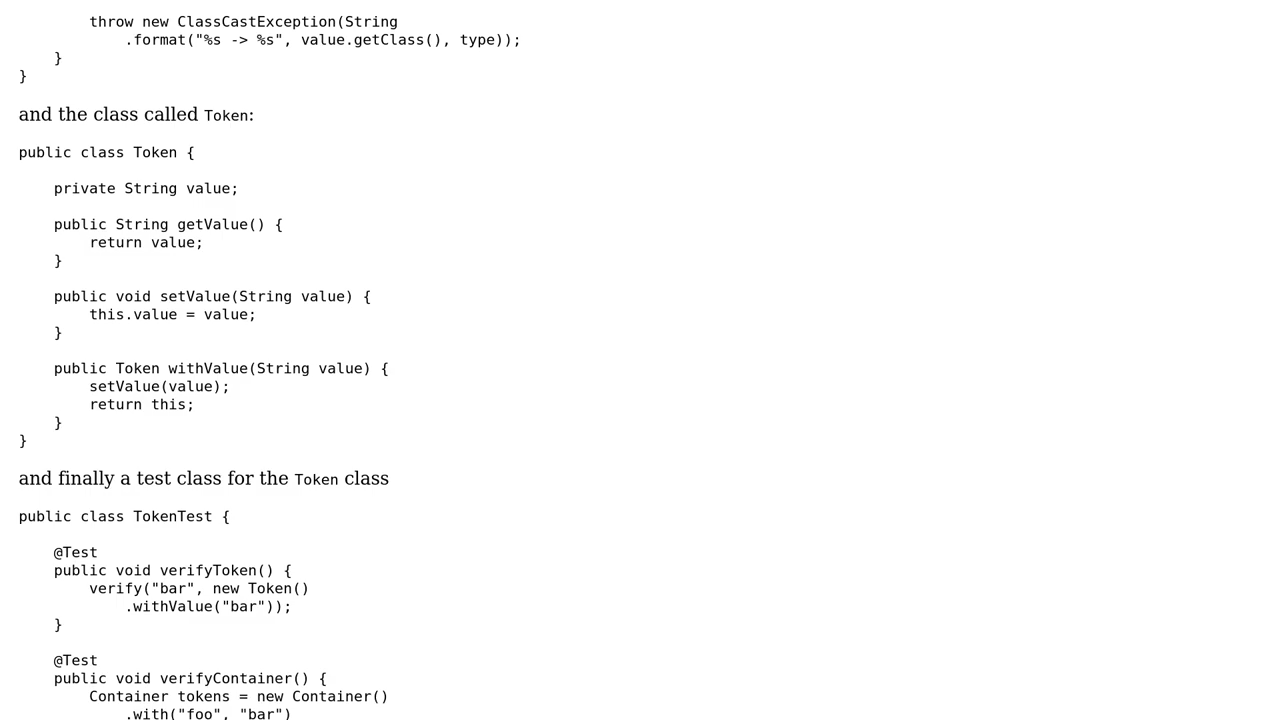 throw new ClassCastException(String
            .format("%s -> %s", value.getClass(), type));
    }
}
and the class called Token:
public class Token {
    private String value;
    public String getValue() {
        return value;
    }
    public void setValue(String value) {
        this.value = value;
    }
    public Token withValue(String value) {
        setValue(value);
        return this;
    }
}
and finally a test class for the Token class
public class TokenTest {
    @Test
    public void verifyToken() {
        verify("bar", new Token()
            .withValue("bar"));
    }
    @Test
    public void verifyContainer() {
        Container tokens = new Container()
            .with("foo", "bar")